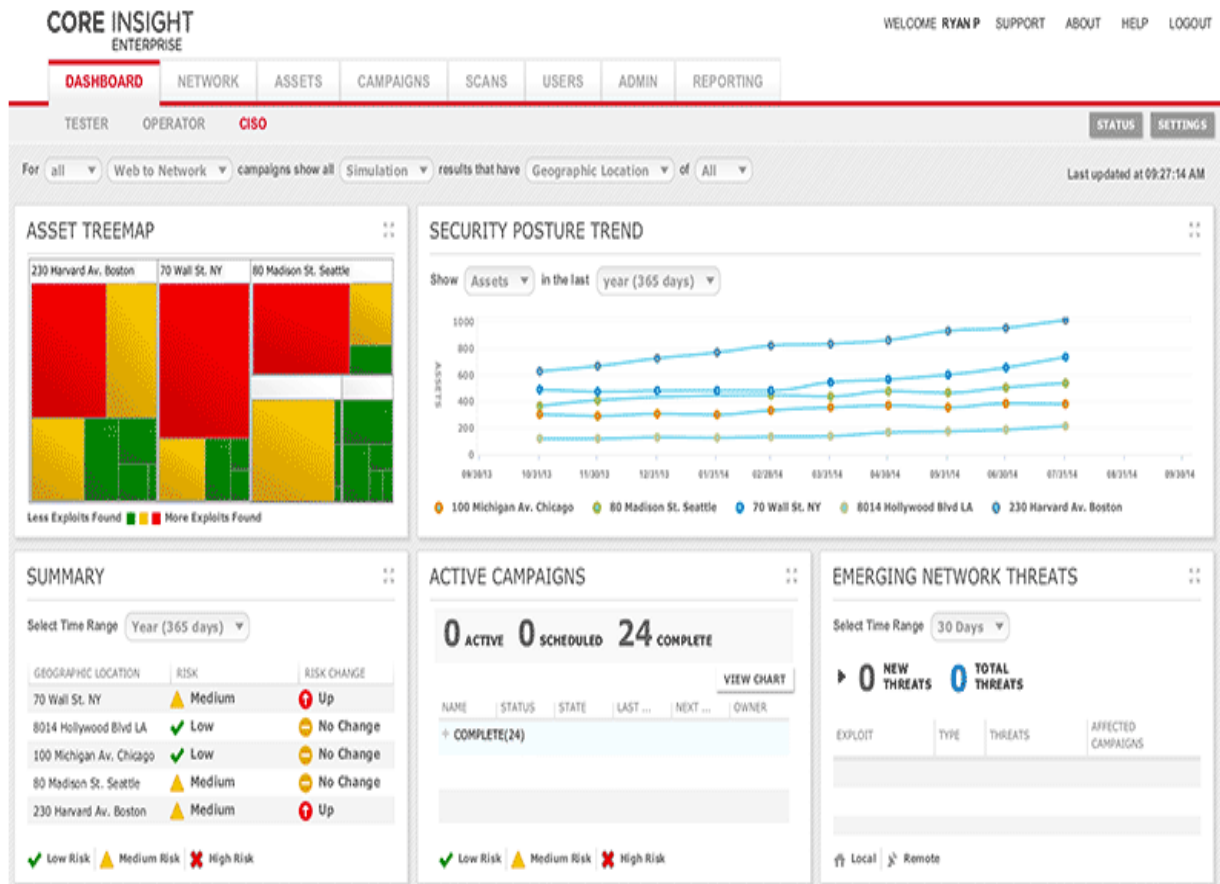 CORE INSIGHT
ENTERPRISE
WELCOME RYAN P SUPPORT ABOUT HELP LOGOUT
DASHBOARD NETWORK ASSETS CAMPAIGNS SCANS USERS ADMIN REPORTING
TESTER OPERATOR CISO STATUS SETTINGS
For all Web to Network campaigns show all Simulation results that have Geographic Location of All Last updated at 09:27:14 AM
ASSET TREEMAP
230 Harvard Av. Boston 70 Wall St. NY 80 Madison St. Seattle
Less Exploits Found More Exploits Found
SECURITY POSTURE TREND
Show Assets in the last year (365 days)
ASSETS
1000
800
600
400
200
0
09/30/13 10/31/13 11/30/13 12/31/13 01/31/14 02/28/14 03/31/14 04/30/14 05/31/14 06/30/14 07/31/14 08/31/14 09/30/14
100 Michigan Av. Chicago 80 Madison St. Seattle 70 Wall St. NY 8014 Hollywood Blvd LA 230 Harvard Av. Boston
SUMMARY
Select Time Range Year (365 days)
GEOGRAPHIC LOCATION RISK RISK CHANGE
70 Wall St. NY Medium Up
8014 Hollywood Blvd LA Low No Change
100 Michigan Av. Chicago Low No Change
80 Madison St. Seattle Medium No Change
230 Harvard Av. Boston Medium Up
Low Risk Medium Risk High Risk
ACTIVE CAMPAIGNS
0 ACTIVE 0 SCHEDULED 24 COMPLETE
VIEW CHART
NAME STATUS STATE LAST ... NEXT ... OWNER
+ COMPLETE(24)
Low Risk Medium Risk High Risk
EMERGING NETWORK THREATS
Select Time Range 30 Days
0 NEW THREATS 0 TOTAL THREATS
EXPLOIT TYPE THREATS AFFECTED CAMPAIGNS
Local Remote